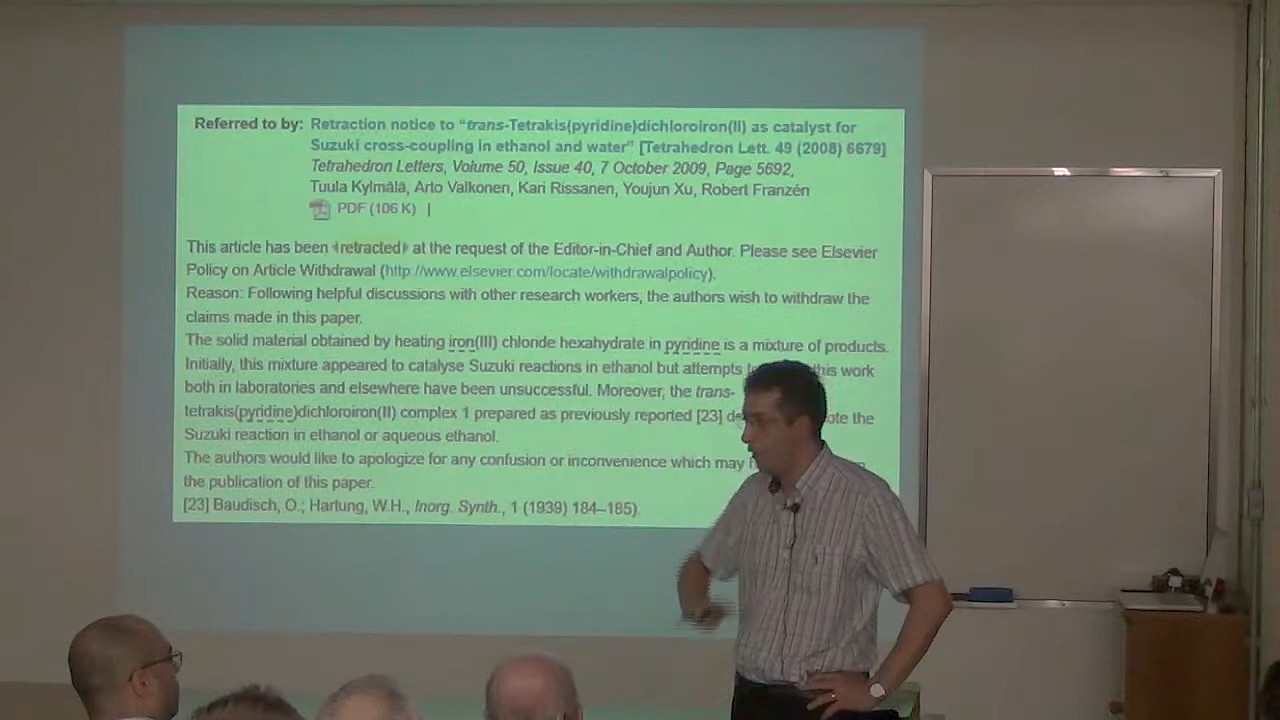 Referred to by: Retraction notice to “trans-Tetrakis(pyridine)dichloroiron(II) as catalyst for
Suzuki cross-coupling in ethanol and water” [Tetrahedron Lett. 49 (2008) 6679]
Tetrahedron Letters, Volume 50, Issue 40, 7 October 2009, Page 5692,
Tuula Kylmälä, Arto Valkonen, Kari Rissanen, Youjun Xu, Robert Franzén
PDF (106 K) |
This article has been retracted at the request of the Editor-in-Chief and Author. Please see Elsevier
Policy on Article Withdrawal (http://www.elsevier.com/locate/withdrawalpolicy).
Reason: Following helpful discussions with other research workers, the authors wish to withdraw the
claims made in this paper.
The solid material obtained by heating iron(III) chloride hexahydrate in pyridine is a mixture of products.
Initially, this mixture appeared to catalyse Suzuki reactions in ethanol but attempts this work
both in laboratories and elsewhere have been unsuccessful. Moreover, the trans-
tetrakis(pyridine)dichloroiron(II) complex 1 prepared as previously reported [23] the
Suzuki reaction in ethanol or aqueous ethanol.
The authors would like to apologize for any confusion or inconvenience which may
the publication of this paper.
[23] Baudisch, O.; Hartung, W.H., Inorg. Synth., 1 (1939) 184–185).